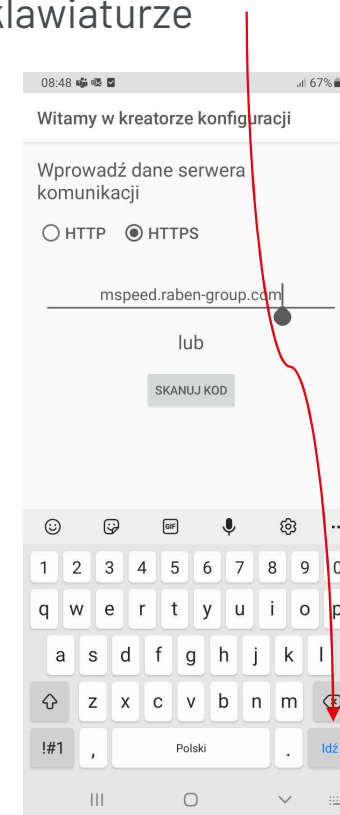 klawiaturze
08:48 67%
Witamy w kreatorze konfiguracji
Wprowadź dane serwera
komunikacji
HTTP HTTPS
mspeed.raben-group.com
lub
SKANUJ KOD
GIF
1 2 3 4 5 6 7 8 9 0
q w e r t y u i o p
a s d f g h j k l
z x c v b n m
!#1 , Polski . Idź